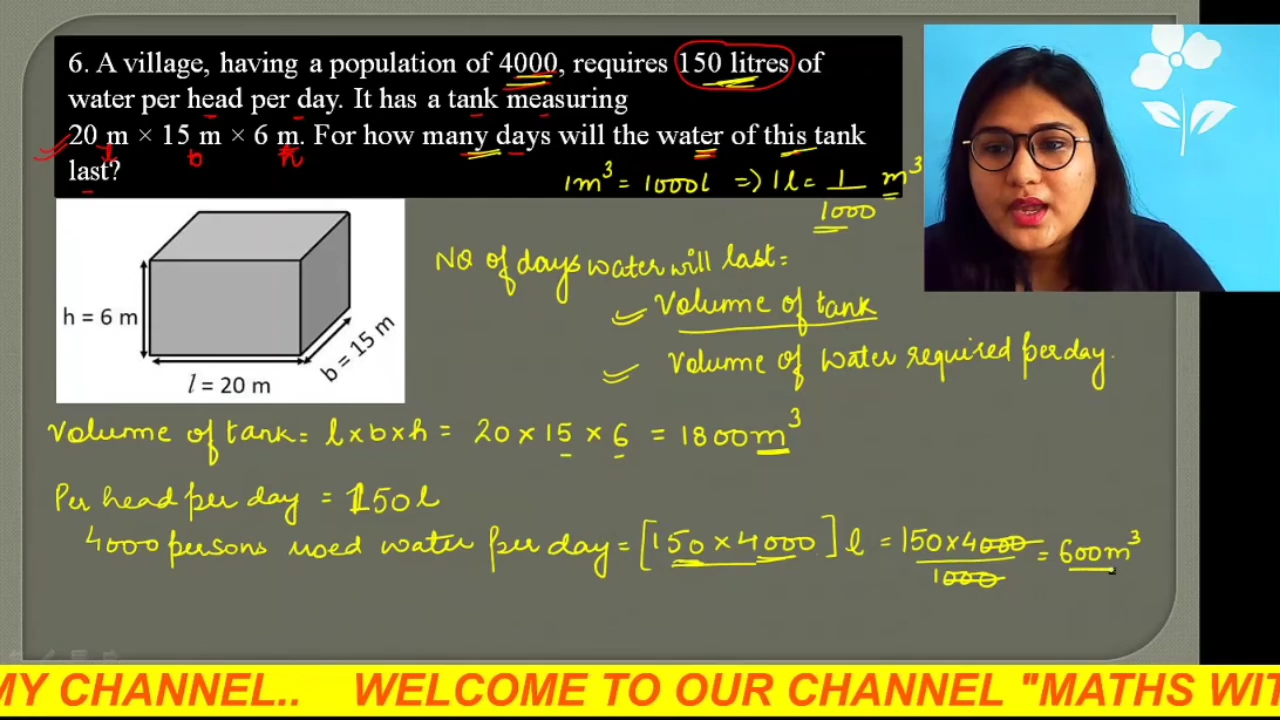 6. A village, having a population of 4000, requires 150 litres of
water per head per day. It has a tank measuring
20 m × 15 m × 6 m. For how many days will the water of this tank
last?
l b h
1m³ = 1000l => 1l = 1/1000 m³
h = 6 m
b = 15 m
l = 20 m
No of days water will last =
Volume of tank
Volume of water required per day.
Volume of tank = l×b×h = 20 × 15 × 6 = 1800m³
Per head per day = 150l
4000 persons used water per day = [150 × 4000] l = 150×4000/1000 = 600m³
MY CHANNEL.. WELCOME TO OUR CHANNEL "MATHS WIT